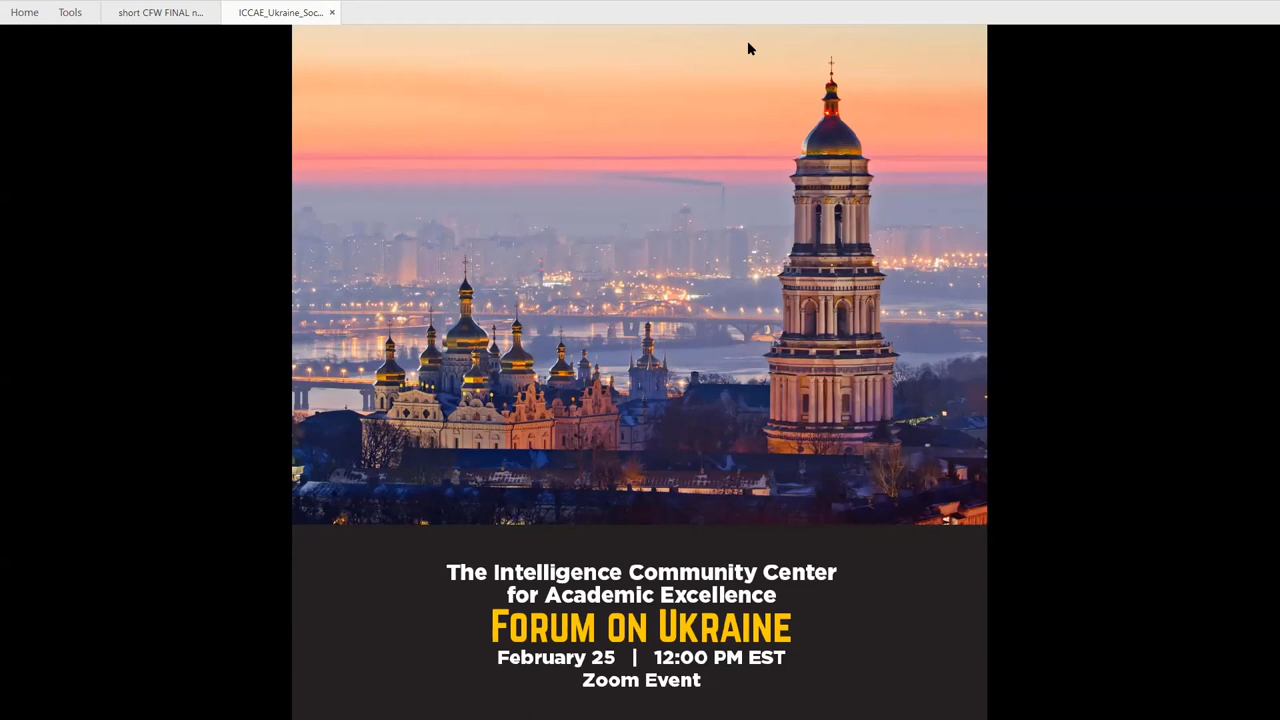 Home
Tools
short CFW FINAL n...
ICCAE_Ukraine_Soc...
The Intelligence Community Center
for Academic Excellence
FORUM ON UKRAINE
February 25 | 12:00 PM EST
Zoom Event